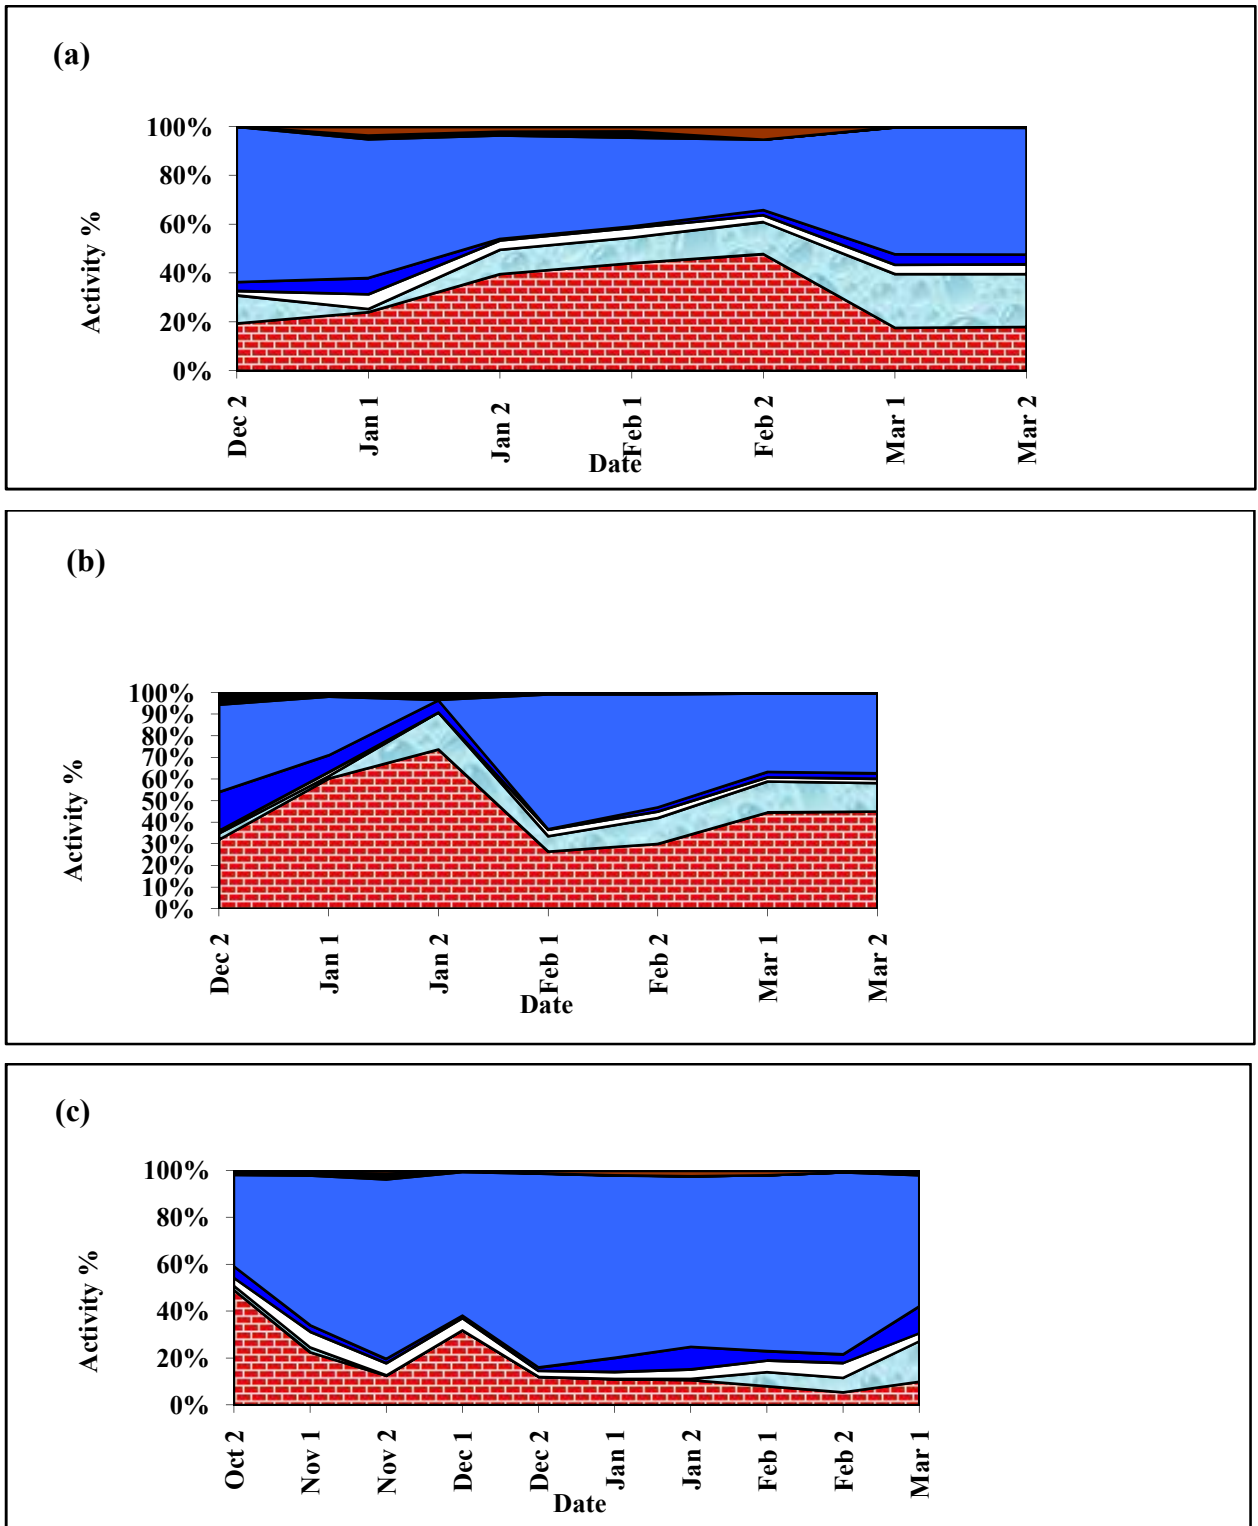 (a)
100%
80%
60%
40%
20%
0%
Activity %
Dec 2
Jan 1
Jan 2
Feb 1
Feb 2
Mar 1
Mar 2
Date
(b)
100%
90%
80%
70%
60%
50%
40%
30%
20%
10%
0%
Activity %
Dec 2
Jan 1
Jan 2
Feb 1
Feb 2
Mar 1
Mar 2
Date
(c)
100%
80%
60%
40%
20%
0%
Activity %
Oct 2
Nov 1
Nov 2
Dec 1
Dec 2
Jan 1
Jan 2
Feb 1
Feb 2
Mar 1
Date